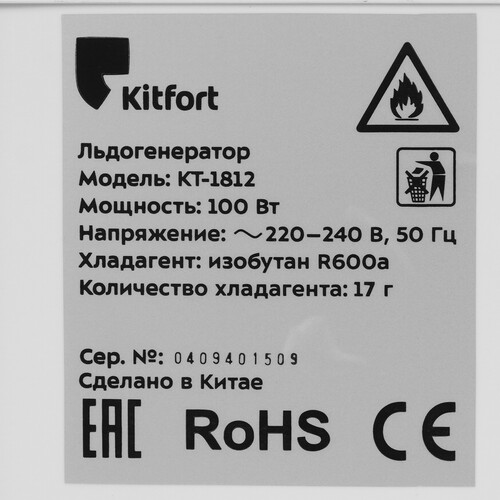 Kitfort
Льдогенератор
Модель: КТ-1812
Мощность: 100 Вт
Напряжение: ~220–240 В, 50 Гц
Хладагент: изобутан R600a
Количество хладагента: 17 г
Сер. №: 0409401509
Сделано в Китае
EAC RoHS CE